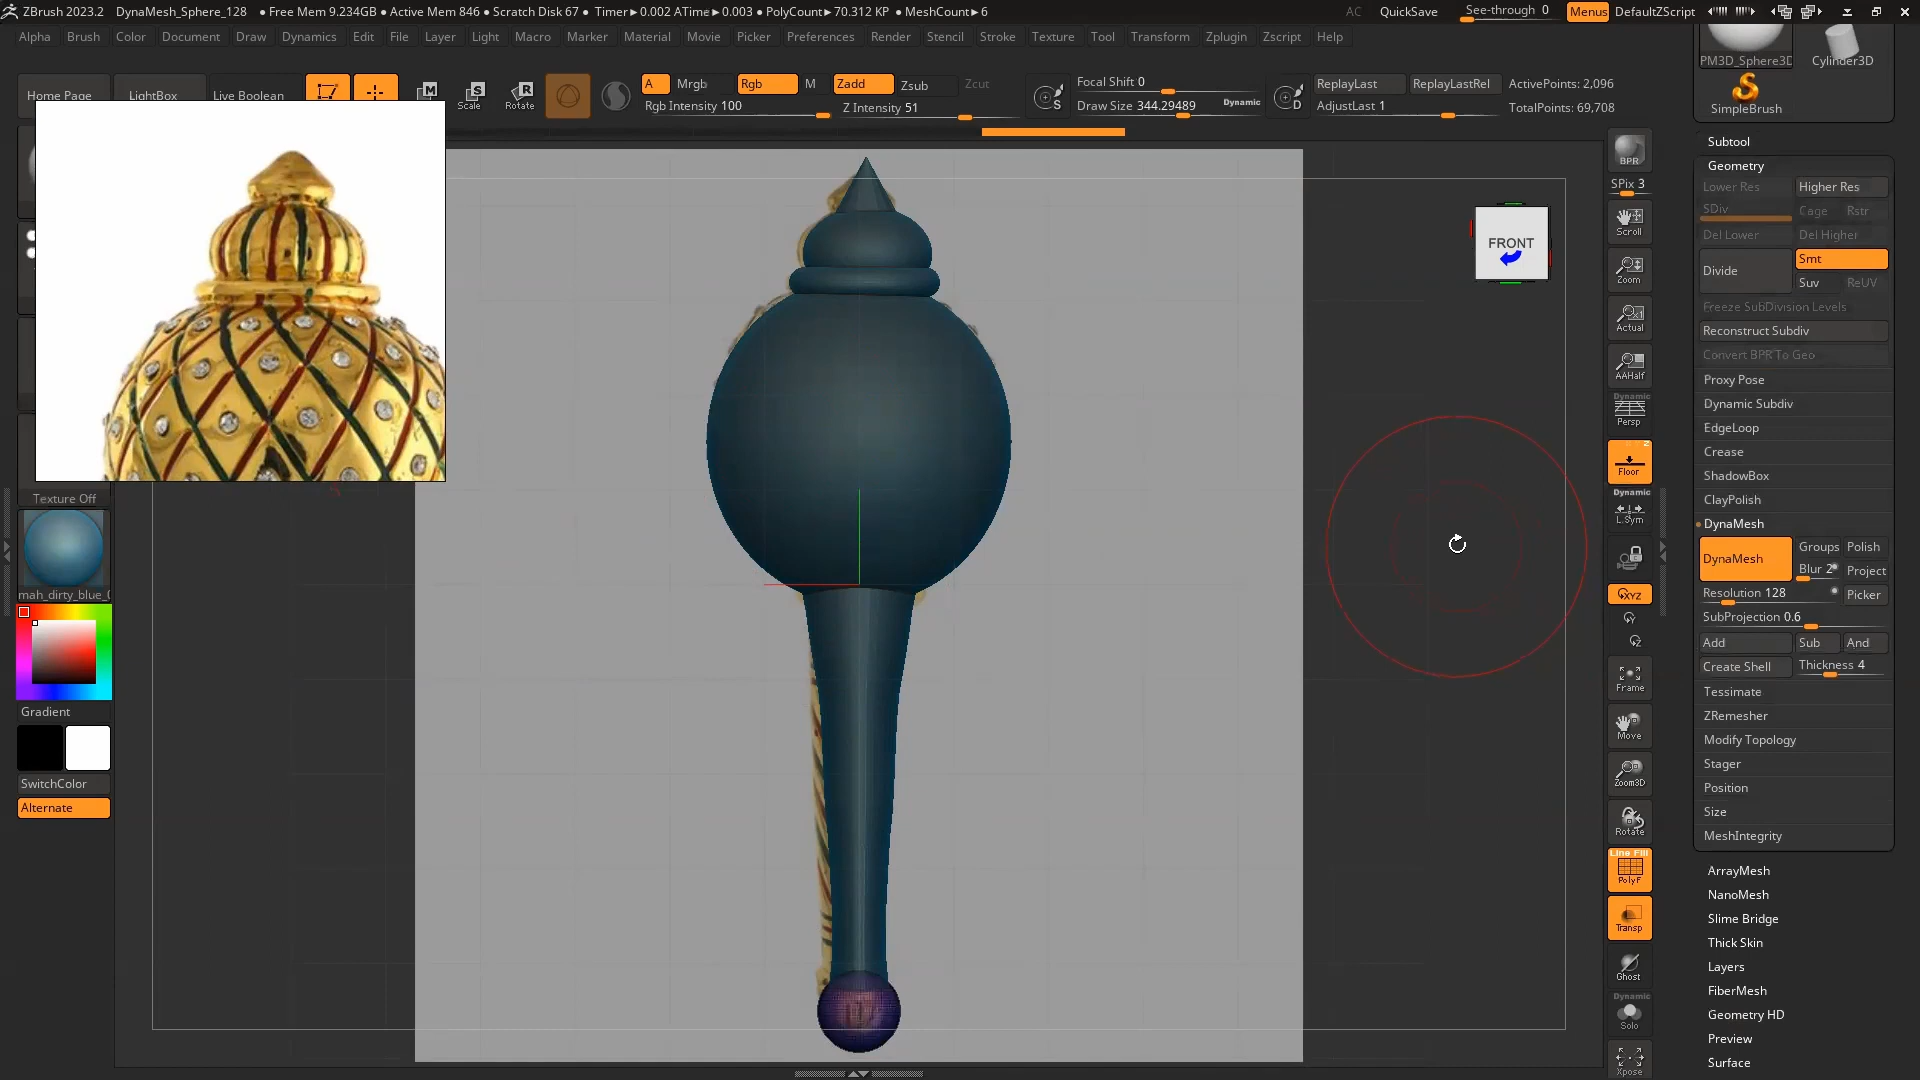 ZBrush 2023.2 DynaMesh_Sphere_128 ● Free Mem 9.234GB ● Active Mem 846 ● Scratch Disk 67 ● Timer►0.002 ATime►0.003 ● PolyCount►70.312 KP ● MeshCount►6 AC QuickSave See-through 0 Menus DefaultZScript
Alpha Brush Color Document Draw Dynamics Edit File Layer Light Macro Marker Material Movie Picker Preferences Render Stencil Stroke Texture Tool Transform Zplugin Zscript Help
PM3D_Sphere3D Cylinder3D
SimpleBrush
Home Page LightBox Live Boolean M S Scale R Rotate
A Mrgb Rgb M Zadd Zsub Zcut
Rgb Intensity 100 Z Intensity 51
S Focal Shift 0
Draw Size 344.29489 Dynamic
D ReplayLast ReplayLastRel ActivePoints: 2,096
AdjustLast 1 TotalPoints: 69,708
Texture Off
mah_dirty_blue_0
Gradient
SwitchColor
Alternate
FRONT
BPR
SPix 3
Scroll
Zoom
Actual
AAHalf
Dynamic
Persp
Floor
Dynamic
L.Sym
XYZ
Frame
Move
Zoom3D
Rotate
Line Fill
PolyF
Transp
Ghost
Dynamic
Solo
Xpose
Subtool
Geometry
Lower Res Higher Res
SDiv Cage Rstr
Del Lower Del Higher
Divide Smt
Suv ReUV
Freeze SubDivision Levels
Reconstruct Subdiv
Convert BPR To Geo
Proxy Pose
Dynamic Subdiv
EdgeLoop
Crease
ShadowBox
ClayPolish
DynaMesh
DynaMesh Groups Polish
Blur 2 Project
Resolution 128 Picker
SubProjection 0.6
Add Sub And
Create Shell Thickness 4
Tessimate
ZRemesher
Modify Topology
Stager
Position
Size
MeshIntegrity
ArrayMesh
NanoMesh
Slime Bridge
Thick Skin
Layers
FiberMesh
Geometry HD
Preview
Surface